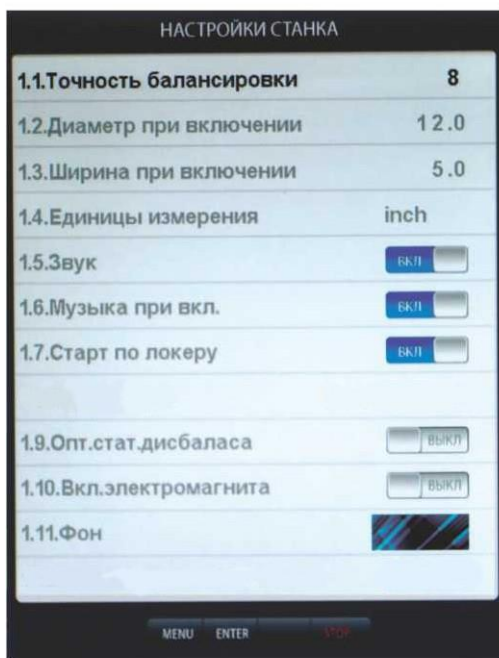 НАСТРОЙКИ СТАНКА
1.1.Точность балансировки 8
1.2.Диаметр при включении 12.0
1.3.Ширина при включении 5.0
1.4.Единицы измерения inch
1.5.Звук ВКЛ
1.6.Музыка при вкл. ВКЛ
1.7.Старт по локеру ВКЛ
1.9.Опт.стат.дисбаласа ВЫКЛ
1.10.Вкл.электромагнита ВЫКЛ
1.11.Фон
MENU ENTER STOP